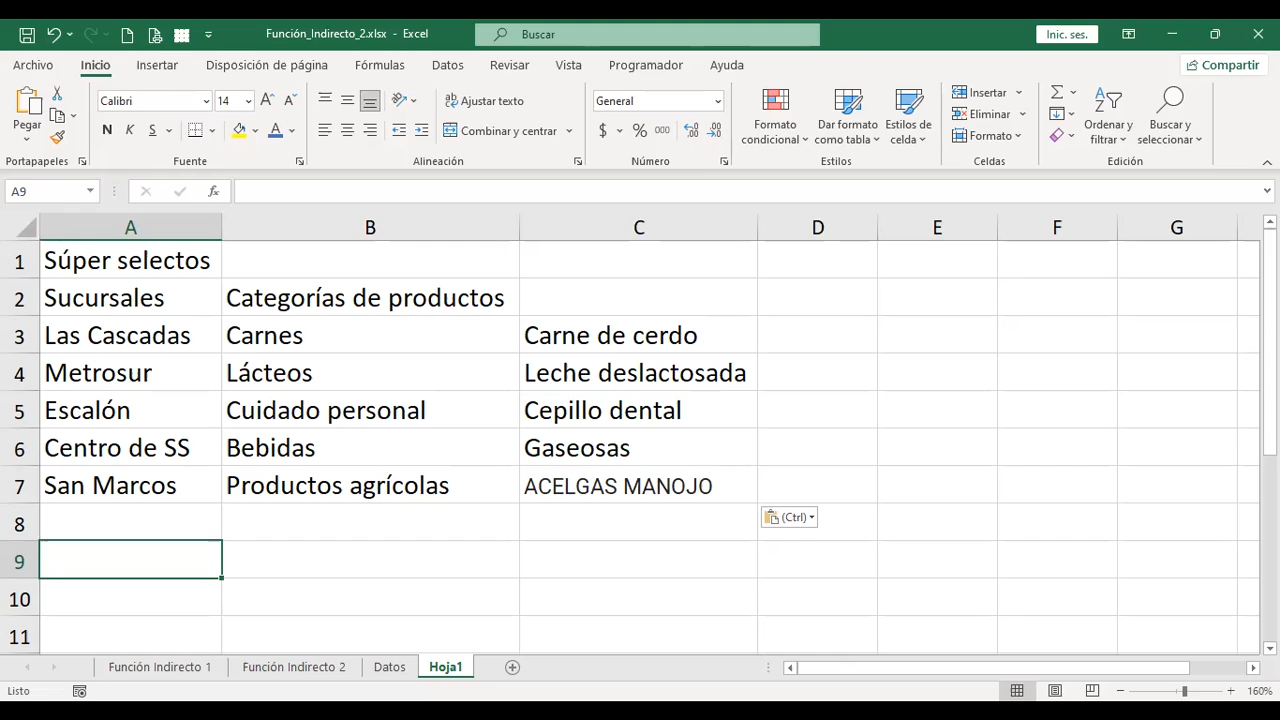 Función_Indirecto_2.xlsx - Excel
Buscar
Inic. ses.
Archivo Inicio Insertar Disposición de página Fórmulas Datos Revisar Vista Programador Ayuda
Compartir
Pegar
Portapapeles
Calibri 14
N K S
Fuente
Ajustar texto
Combinar y centrar
Alineación
General
$ % 000
Número
Formato condicional
Dar formato como tabla
Estilos de celda
Estilos
Insertar
Eliminar
Formato
Celdas
Ordenar y filtrar
Buscar y seleccionar
Edición
A9 fx
A B C D E F G
1 Súper selectos
2 Sucursales Categorías de productos
3 Las Cascadas Carnes Carne de cerdo
4 Metrosur Lácteos Leche deslactosada
5 Escalón Cuidado personal Cepillo dental
6 Centro de SS Bebidas Gaseosas
7 San Marcos Productos agrícolas ACELGAS MANOJO
8 (Ctrl)
9
10
11
Función Indirecto 1 Función Indirecto 2 Datos Hoja1
Listo 160%